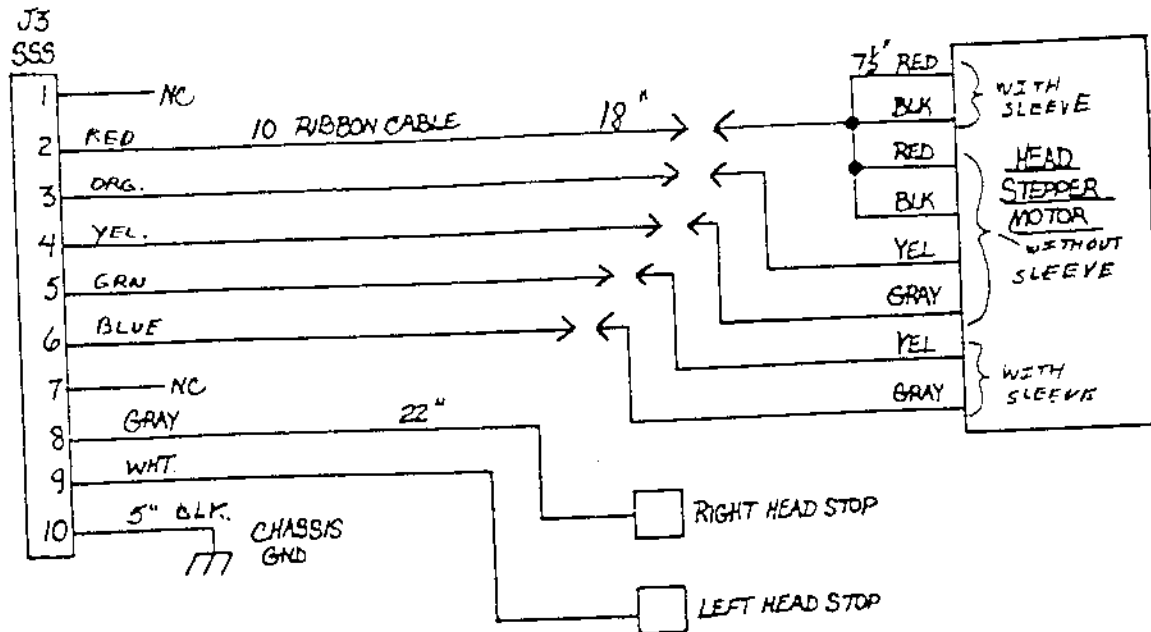 J3
SSS
1 NC
2 RED 10 RIBBON CABLE 18"
3 ORG.
4 YEL.
5 GRN
6 BLUE
7 NC
8 GRAY 22"
9 WHT.
10 5" BLK.
CHASSIS
GND
RIGHT HEAD STOP
LEFT HEAD STOP
7½" RED
BLK
WITH
SLEEVE
RED
BLK
YEL
GRAY
HEAD
STEPPER
MOTOR
WITHOUT
SLEEVE
YEL
GRAY
WITH
SLEEVE